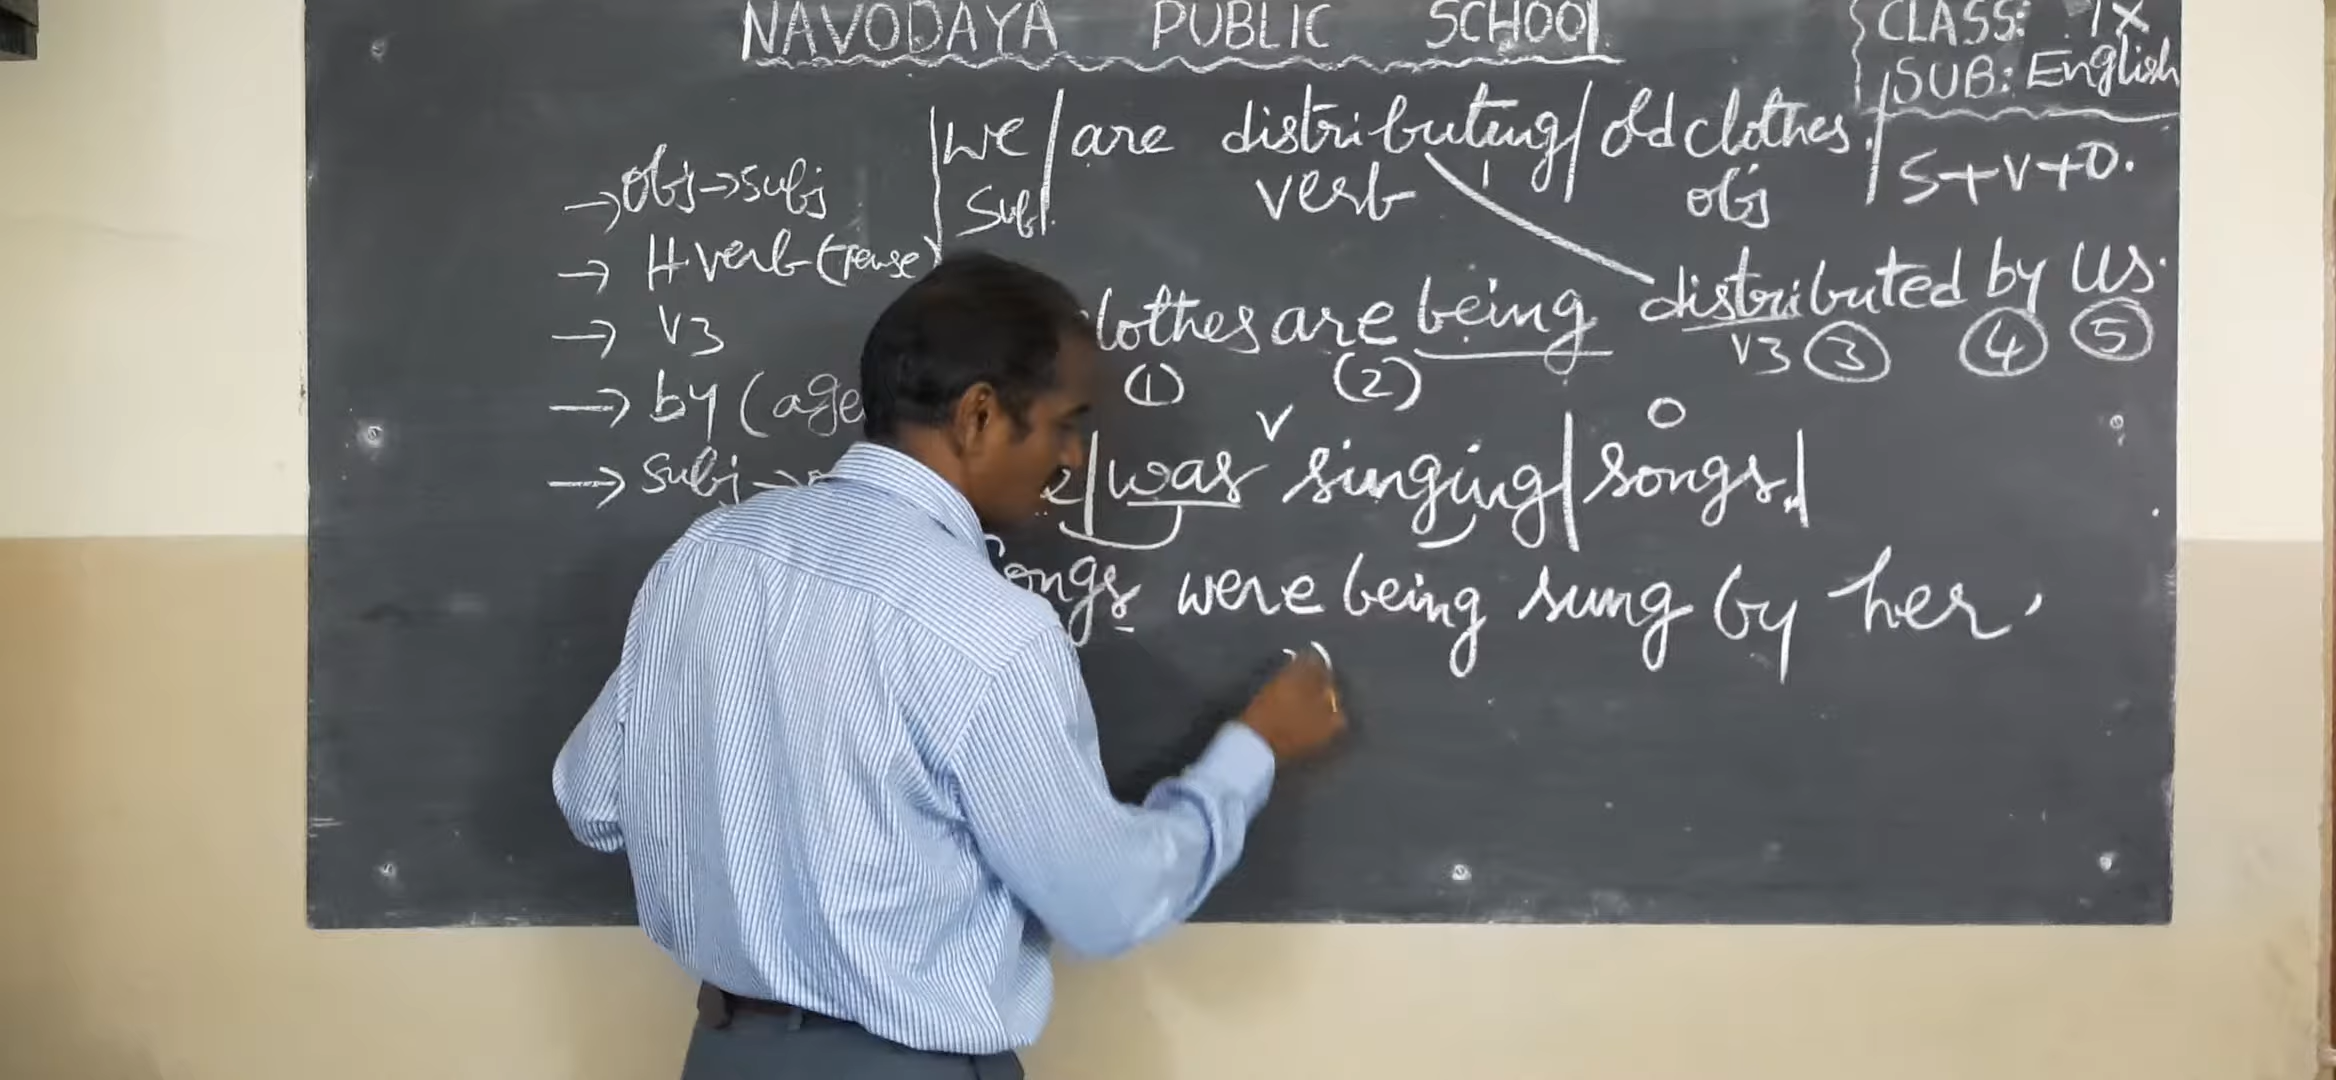 NAVODAYA PUBLIC SCHOOL
CLASS: IX
SUB: English
We / are distributing / old clothes. /
Sub verb obj
S+V+O.
→ Obj → Subj
→ H.verb (Tense)
→ V3
→ by (age
→ Subj →
clothes are being distributed by us.
(1) (2) V3 (3) (4) (5)
V O
was singing / songs. /
Songs were being sung by her.